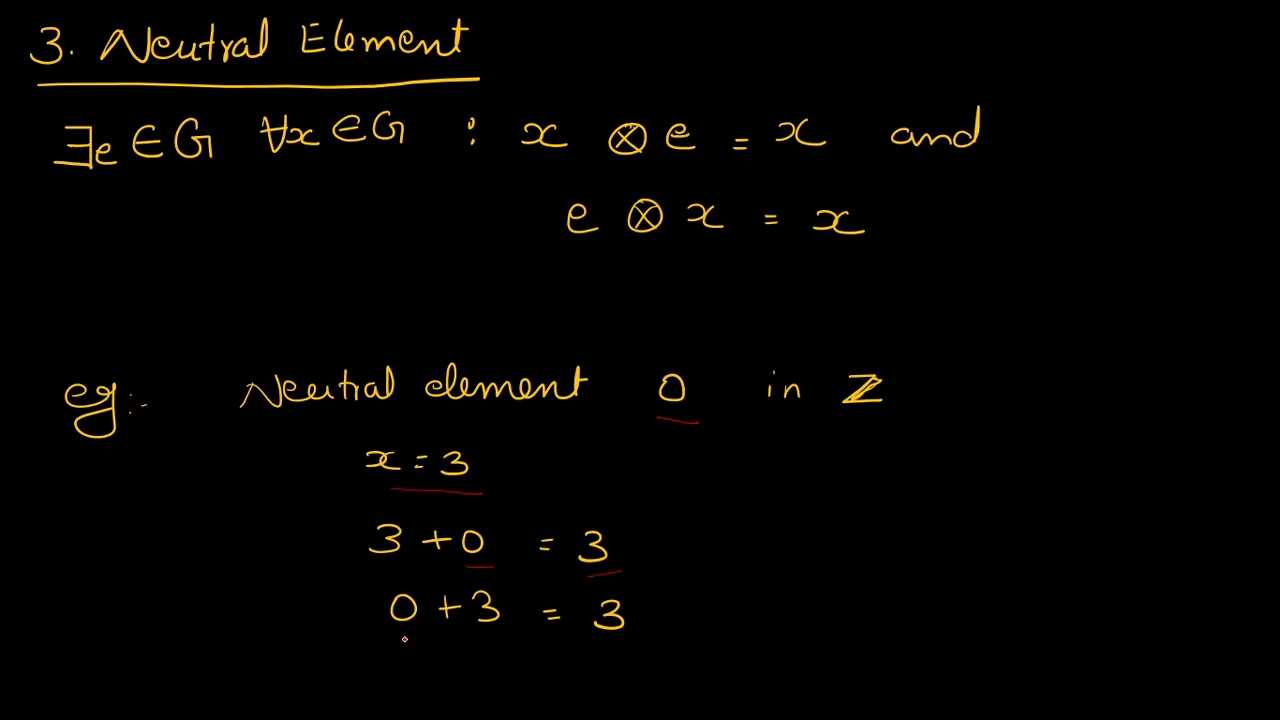 3. Neutral Element
∃e ∈ G ∀x ∈ G : x ⊗ e = x and
e ⊗ x = x
eg:- Neutral element 0 in ℤ
x = 3
3 + 0 = 3
0 + 3 = 3